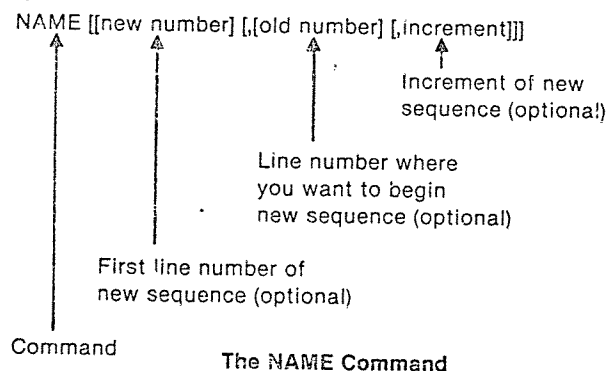 NAME [[new number] [,[old number] [,increment]]]
Increment of new
sequence (optional)
Line number where
you want to begin
new sequence (optional)
First line number of
new sequence (optional)
Command
The NAME Command